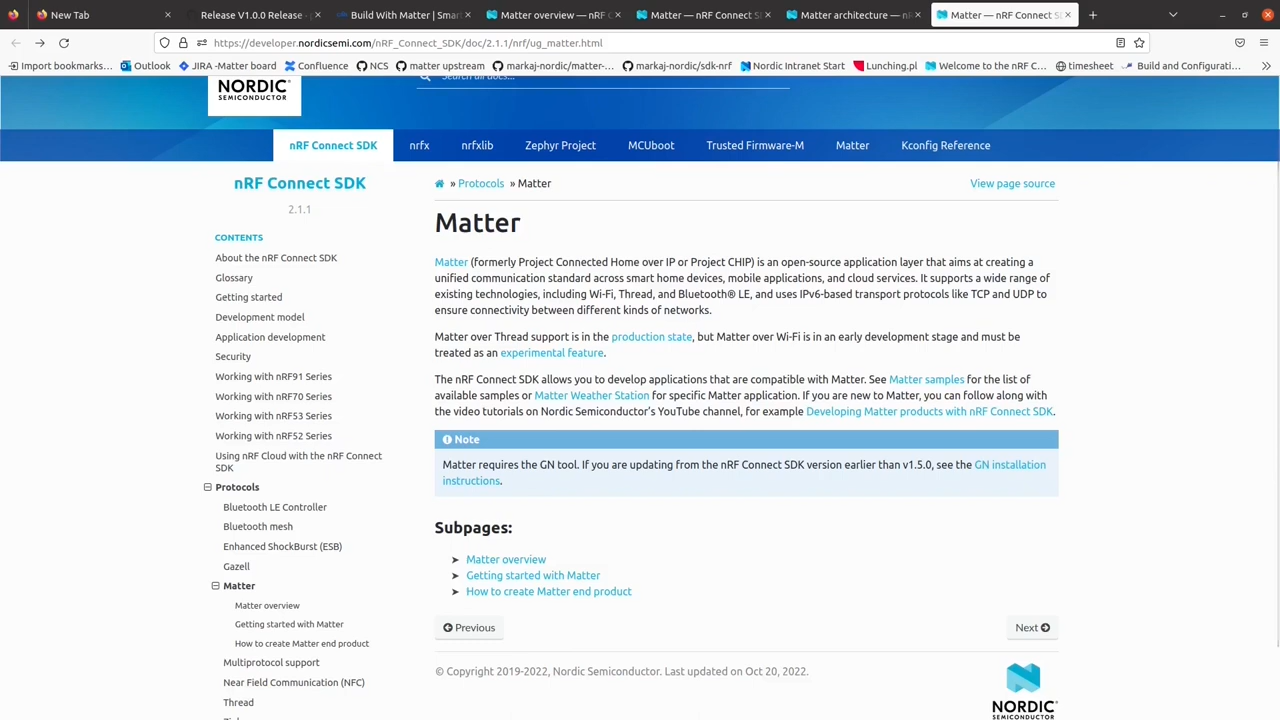 New Tab
Release V1.0.0 Release
Build With Matter | Smar
Matter overview — nRF C
Matter — nRF Connect S
Matter architecture — n
Matter — nRF Connect S
https://developer.nordicsemi.com/nRF_Connect_SDK/doc/2.1.1/nrf/ug_matter.html
Import bookmarks...
Outlook
JIRA -Matter board
Confluence
NCS
matter upstream
markaj-nordic/matter-...
markaj-nordic/sdk-nrf
Nordic Intranet Start
Lunching.pl
Welcome to the nRF C...
timesheet
Build and Configurati...
NORDIC
SEMICONDUCTOR
Search all docs...
nRF Connect SDK
nrfx
nrfxlib
Zephyr Project
MCUboot
Trusted Firmware-M
Matter
Kconfig Reference
nRF Connect SDK
2.1.1
CONTENTS
About the nRF Connect SDK
Glossary
Getting started
Development model
Application development
Security
Working with nRF91 Series
Working with nRF70 Series
Working with nRF53 Series
Working with nRF52 Series
Using nRF Cloud with the nRF Connect
SDK
Protocols
Bluetooth LE Controller
Bluetooth mesh
Enhanced ShockBurst (ESB)
Gazell
Matter
Matter overview
Getting started with Matter
How to create Matter end product
Multiprotocol support
Near Field Communication (NFC)
Thread
» Protocols » Matter
View page source
Matter
Matter (formerly Project Connected Home over IP or Project CHIP) is an open-source application layer that aims at creating a
unified communication standard across smart home devices, mobile applications, and cloud services. It supports a wide range of
existing technologies, including Wi-Fi, Thread, and Bluetooth® LE, and uses IPv6-based transport protocols like TCP and UDP to
ensure connectivity between different kinds of networks.
Matter over Thread support is in the production state, but Matter over Wi-Fi is in an early development stage and must be
treated as an experimental feature.
The nRF Connect SDK allows you to develop applications that are compatible with Matter. See Matter samples for the list of
available samples or Matter Weather Station for specific Matter application. If you are new to Matter, you can follow along with
the video tutorials on Nordic Semiconductor's YouTube channel, for example Developing Matter products with nRF Connect SDK.
Note
Matter requires the GN tool. If you are updating from the nRF Connect SDK version earlier than v1.5.0, see the GN installation
instructions.
Subpages:
Matter overview
Getting started with Matter
How to create Matter end product
Previous
Next
© Copyright 2019-2022, Nordic Semiconductor. Last updated on Oct 20, 2022.
NORDIC
SEMICONDUCTOR